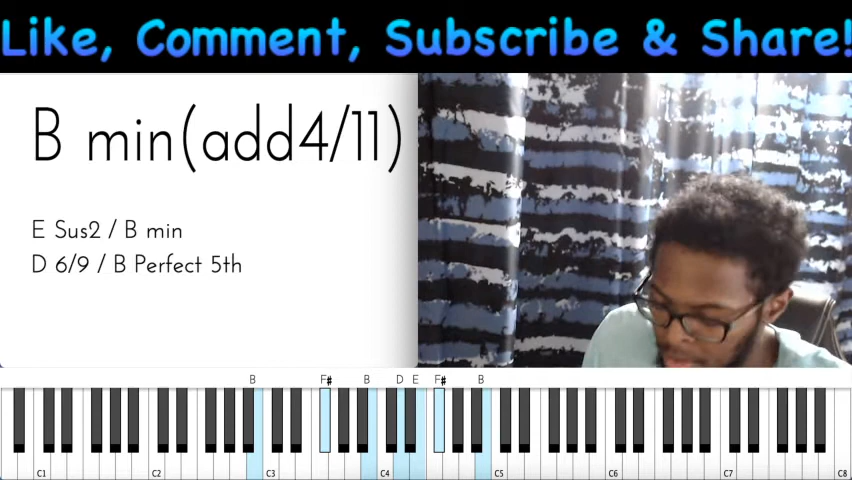 Like, Comment, Subscribe & Share!
B min(add4/11)
E Sus2 / B min
D 6/9 / B Perfect 5th
B F# B D E F# B
C1 C2 C3 C4 C5 C6 C7 C8